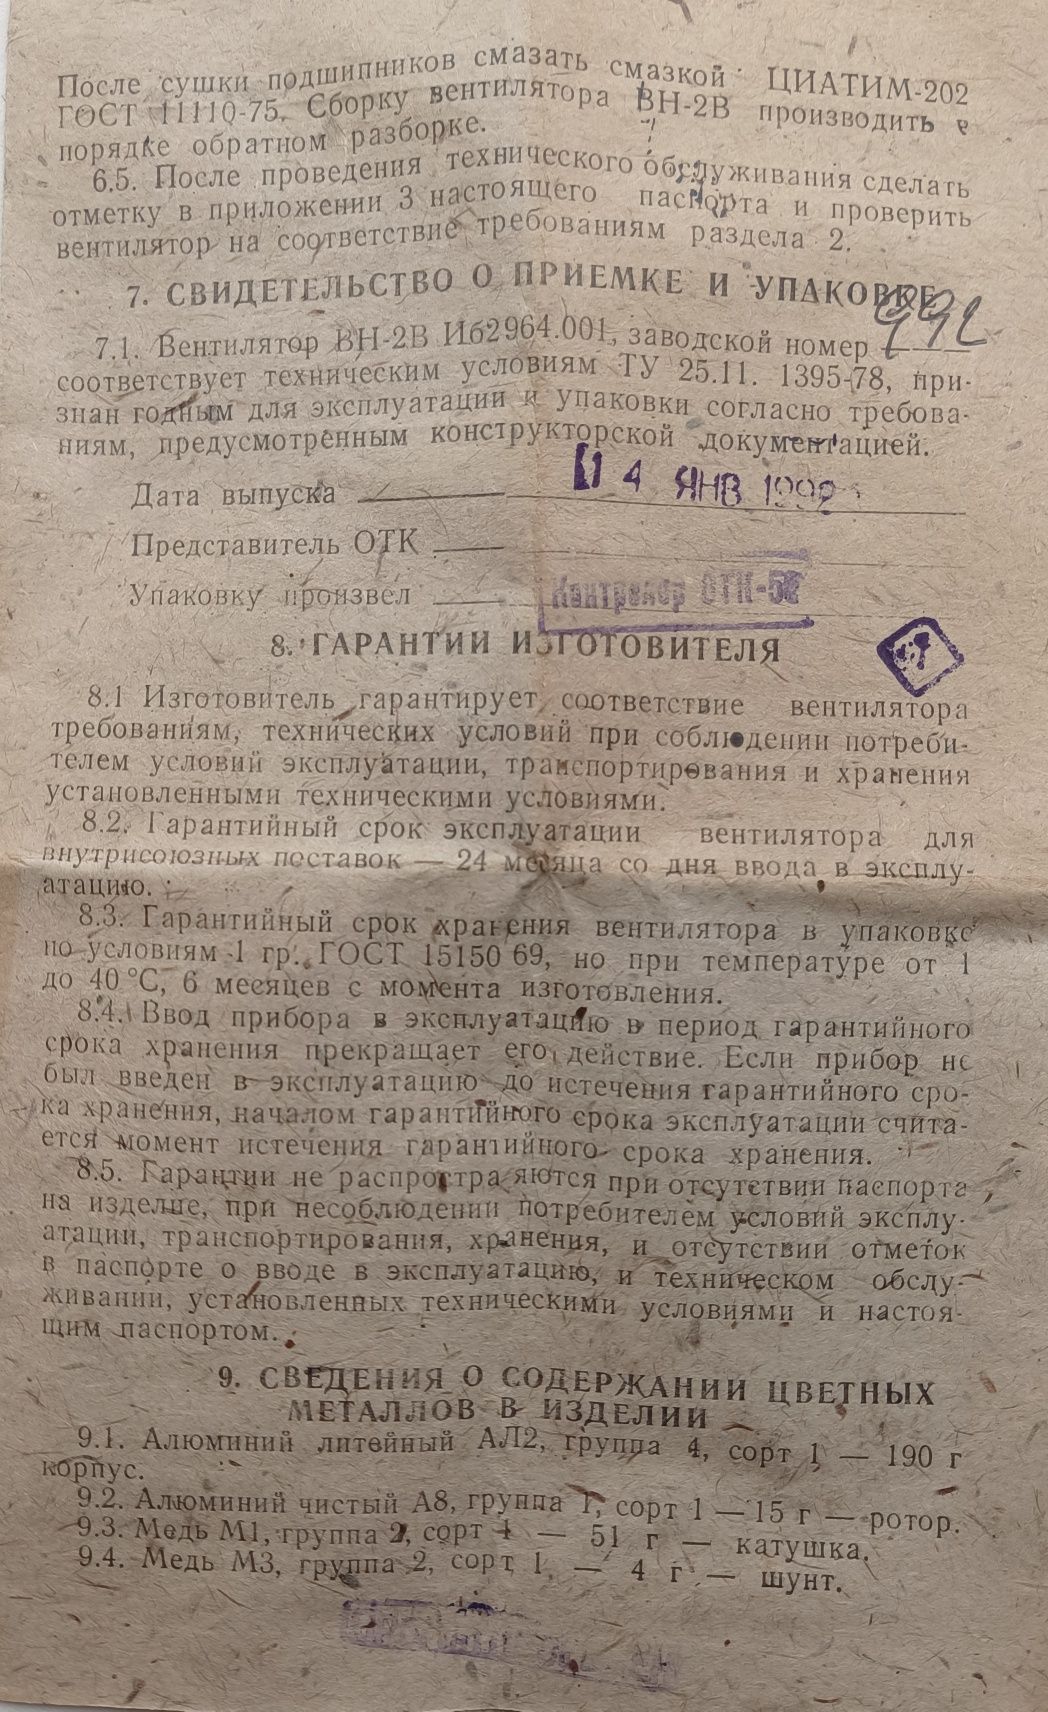 После сушки подшипников смазать смазкой ЦИАТИМ-202
ГОСТ 11110-75. Сборку вентилятора ВН-2В производить в
порядке обратном разборке.
6.5. После проведения технического обслуживания сделать
отметку в приложении 3 настоящего паспорта и проверить
вентилятор на соответствие требованиям раздела 2.
7. СВИДЕТЕЛЬСТВО О ПРИЕМКЕ И УПАКОВКЕ
7.1. Вентилятор ВН-2В Иб2964.001, заводской номер
соответствует техническим условиям ТУ 25.11. 1395-78, при-
знан годным для эксплуатации и упаковки согласно требова-
ниям, предусмотренным конструкторской документацией.
Дата выпуска 14 ЯНВ 1992
Представитель ОТК
Контролер ОТК-5
Упаковку произвел
8. ГАРАНТИИ ИЗГОТОВИТЕЛЯ
8.1 Изготовитель гарантирует соответствие вентилятора
требованиям, технических условий при соблюдении потреби-
телем условий эксплуатации, транспортирования и хранения
установленными техническими условиями.
8.2. Гарантийный срок эксплуатации вентилятора для
внутрисоюзных поставок — 24 месяца со дня ввода в эксплу-
атацию.
8.3. Гарантийный срок хранения вентилятора в упаковке
по условиям 1 гр. ГОСТ 15150 69, но при температуре от 1
до 40 °С, 6 месяцев с момента изготовления.
8.4. Ввод прибора в эксплуатацию в период гарантийного
срока хранения прекращает его действие. Если прибор не
был введен в эксплуатацию до истечения гарантийного сро-
ка хранения, началом гарантийного срока эксплуатации счита-
ется момент истечения гарантийного срока хранения.
8.5. Гарантии не распространяются при отсутствии паспорта
на изделие, при несоблюдении потребителем условий эксплу-
атации, транспортирования, хранения, и отсутствии отметок
в паспорте о вводе в эксплуатацию, и техническом обслу-
живании, установленных техническими условиями и настоя-
щим паспортом.
9. СВЕДЕНИЯ О СОДЕРЖАНИИ ЦВЕТНЫХ
МЕТАЛЛОВ В ИЗДЕЛИИ
9.1. Алюминий литейный АЛ2, группа 4, сорт 1 — 190 г
корпус.
9.2. Алюминий чистый А8, группа 1, сорт 1 — 15 г — ротор.
9.3. Медь М1, группа 2, сорт 1 — 51 г — катушка.
9.4. Медь М3, группа 2, сорт 1, — 4 г — шунт.